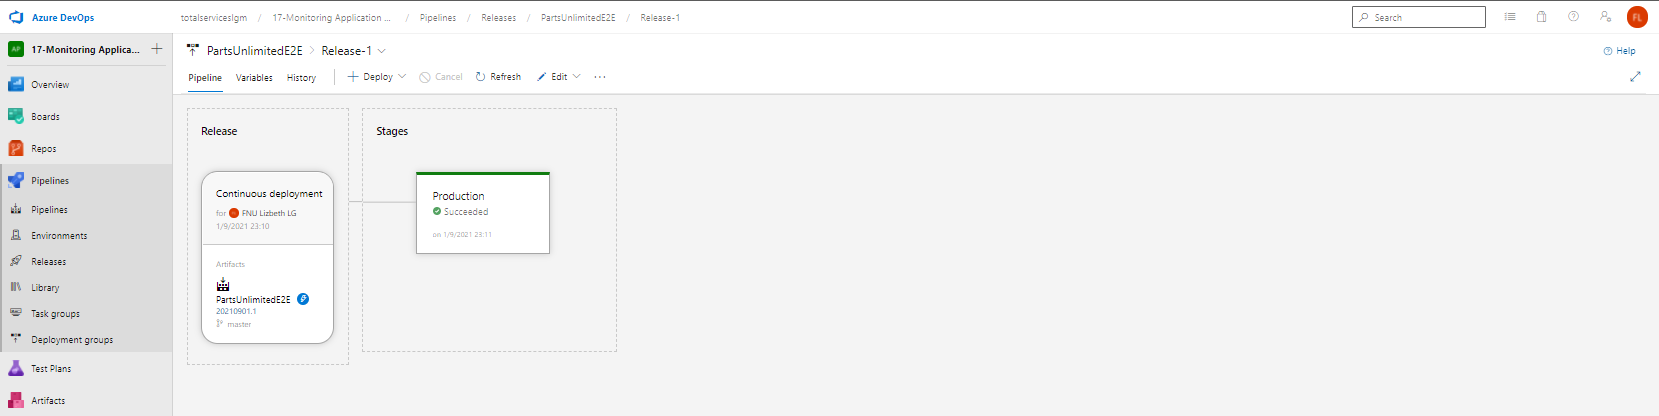 Azure DevOps
totalserviceslgm / 17-Monitoring Application ... / Pipelines / Releases / PartsUnlimitedE2E / Release-1
Search
FL
AP
17-Monitoring Applica... +
PartsUnlimitedE2E > Release-1
Help
Pipeline Variables History + Deploy Cancel Refresh Edit ...
Overview
Boards
Repos
Pipelines
Pipelines
Environments
Releases
Library
Task groups
Deployment groups
Test Plans
Artifacts
Release
Continuous deployment
for FNU Lizbeth LG
1/9/2021 23:10
Artifacts
PartsUnlimitedE2E
20210901.1
master
Stages
Production
Succeeded
on 1/9/2021 23:11